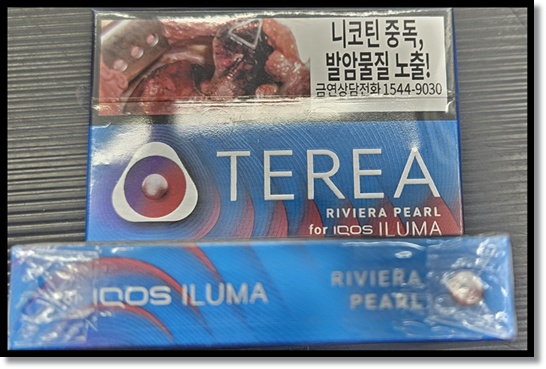 니코틴 중독,
발암물질 노출!
금연상담전화 1544-9030
TEREA
RIVIERA PEARL
for IQOS ILUMA
IQOS ILUMA
RIVIERA
PEARL